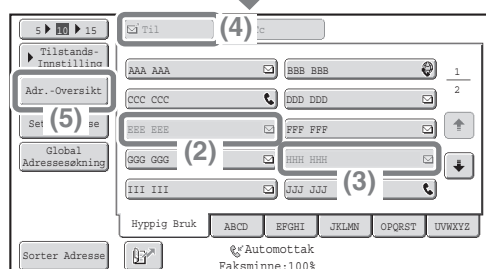 5 10 15
Til
(4)
c
Tilstands-
Innstilling
AAA AAA
BBB BBB
1
2
Adr.-Oversikt
CCC CCC
DDD DDD
(5)
EEE EEE
(2)
FFF FFF
Global
Adressesøkning
GGG GGG
HHH HHH
(3)
III III
JJJ JJJ
Hyppig Bruk
ABCD
EFGHI
JKLMN
OPQRST
UVWXYZ
Sorter Adresse
Automottak
Faksminne:100%